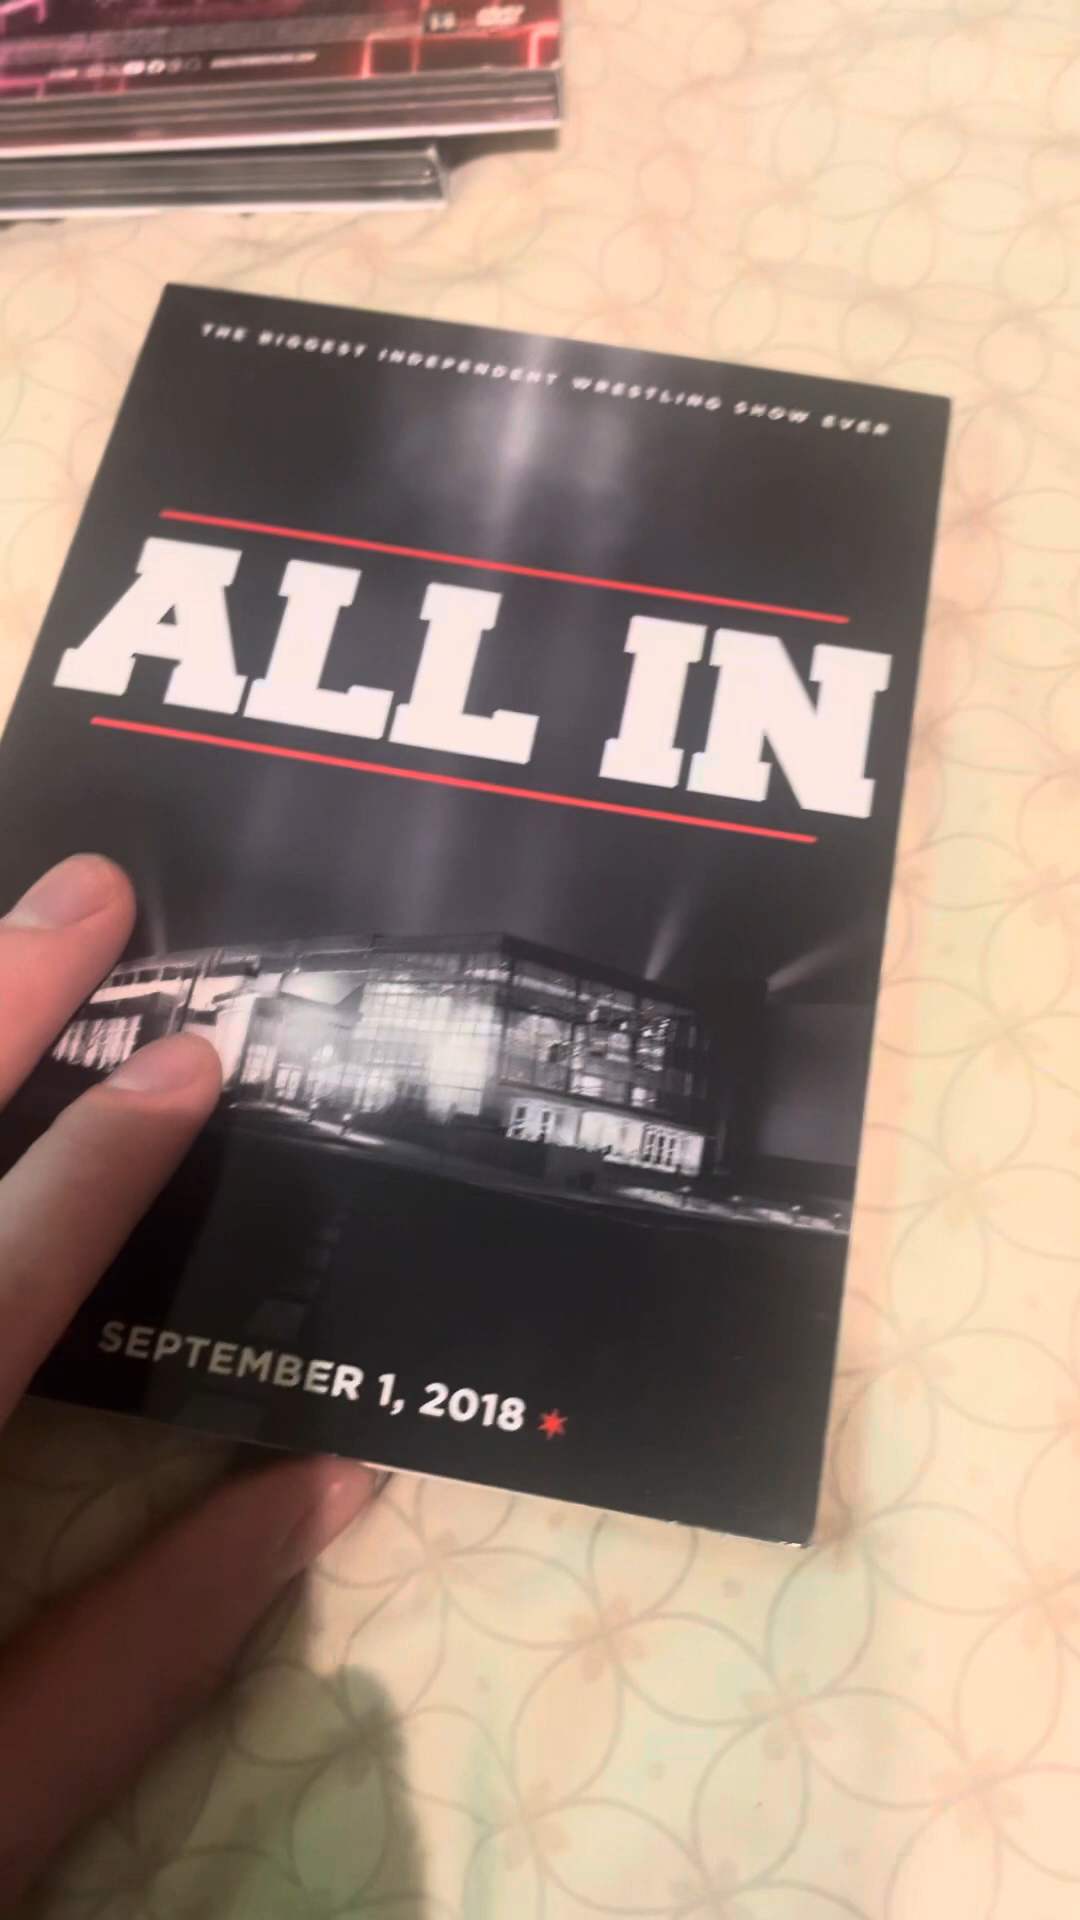 THE BIGGEST INDEPENDENT WRESTLING SHOW EVER
ALL IN
SEPTEMBER 1, 2018